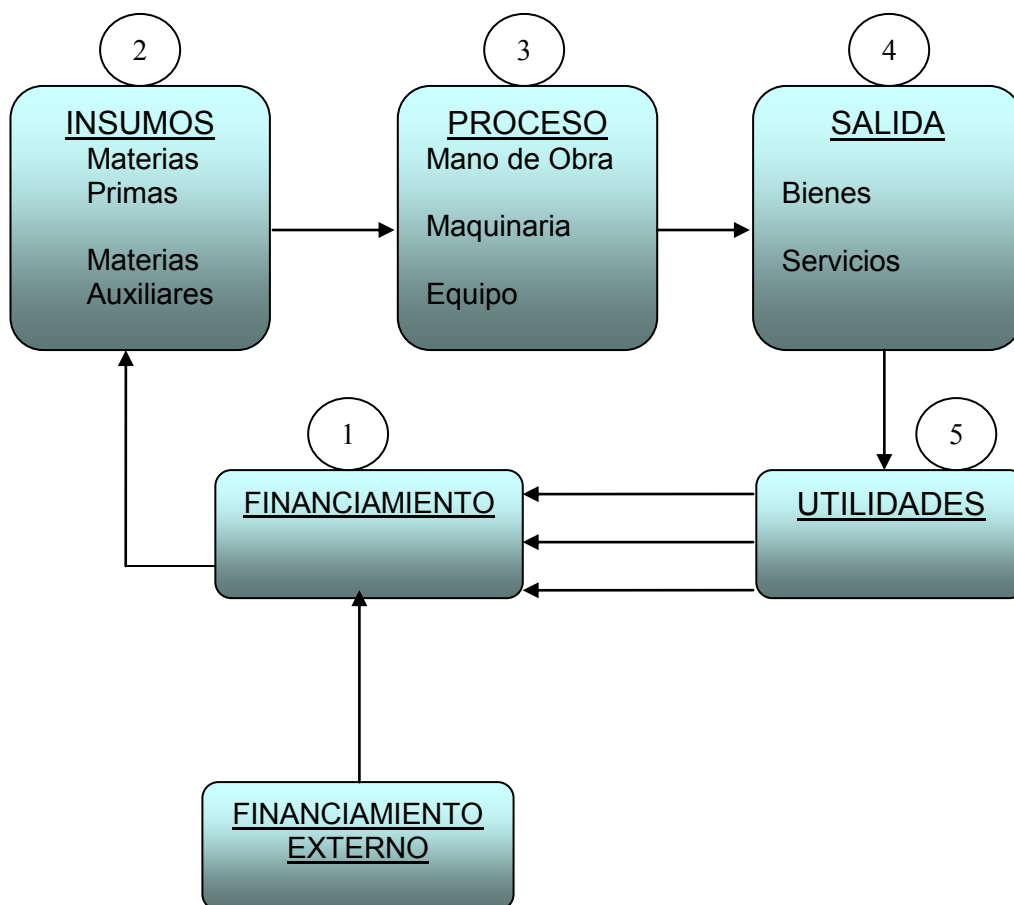 2
INSUMOS
Materias
Primas
Materias
Auxiliares
3
PROCESO
Mano de Obra
Maquinaria
Equipo
4
SALIDA
Bienes
Servicios
1
FINANCIAMIENTO
5
UTILIDADES
FINANCIAMIENTO
EXTERNO